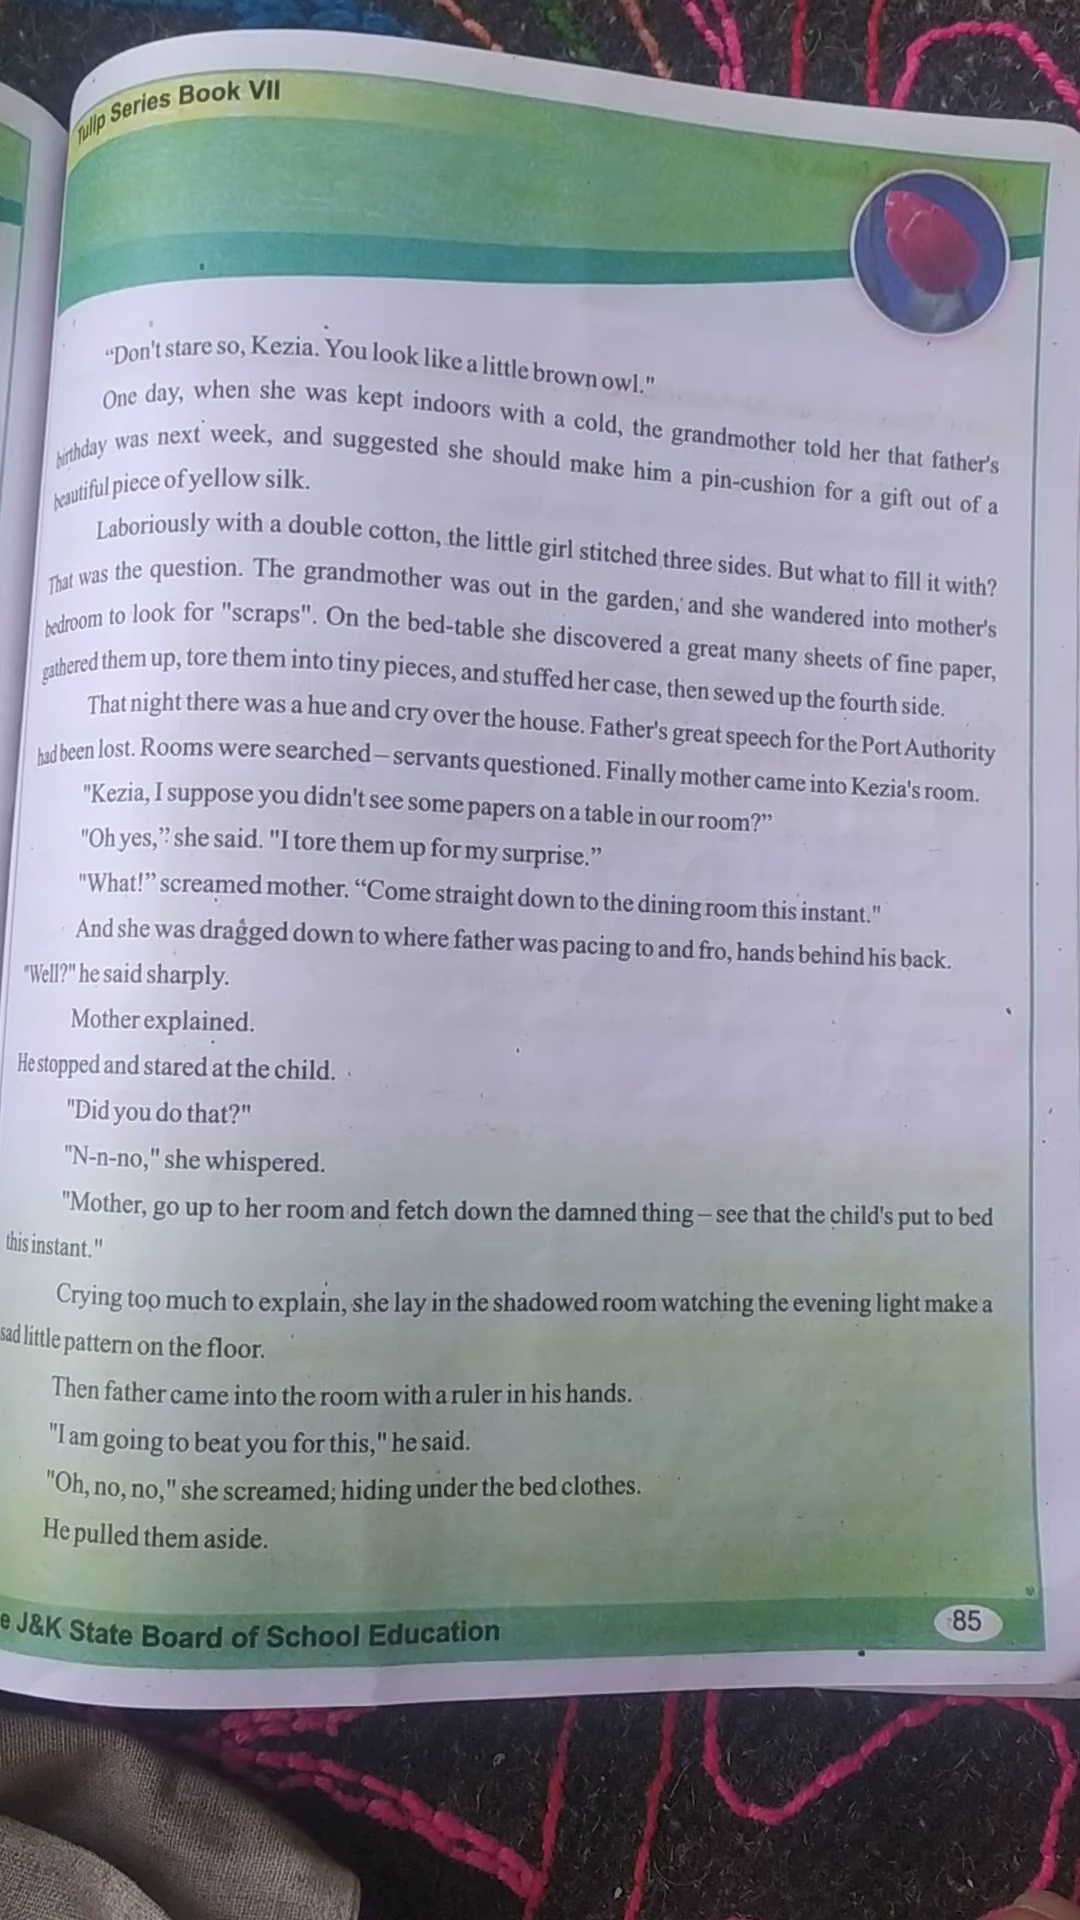 Tulip Series Book VII
“Don't stare so, Kezia. You look like a little brown owl."
One day, when she was kept indoors with a cold, the grandmother told her that father's
birthday was next week, and suggested she should make him a pin-cushion for a gift out of a
beautiful piece of yellow silk.
Laboriously with a double cotton, the little girl stitched three sides. But what to fill it with?
That was the question. The grandmother was out in the garden, and she wandered into mother's
bedroom to look for "scraps". On the bed-table she discovered a great many sheets of fine paper,
gathered them up, tore them into tiny pieces, and stuffed her case, then sewed up the fourth side.
That night there was a hue and cry over the house. Father's great speech for the Port Authority
had been lost. Rooms were searched – servants questioned. Finally mother came into Kezia's room.
"Kezia, I suppose you didn't see some papers on a table in our room?”
"Oh yes,” she said. "I tore them up for my surprise.”
"What!” screamed mother. “Come straight down to the dining room this instant."
And she was dragged down to where father was pacing to and fro, hands behind his back.
"Well?" he said sharply.
Mother explained.
He stopped and stared at the child.
"Did you do that?"
"N-n-no," she whispered.
"Mother, go up to her room and fetch down the damned thing – see that the child's put to bed
this instant."
Crying too much to explain, she lay in the shadowed room watching the evening light make a
sad little pattern on the floor.
Then father came into the room with a ruler in his hands.
"I am going to beat you for this," he said.
"Oh, no, no," she screamed; hiding under the bed clothes.
He pulled them aside.
e J&K State Board of School Education
85